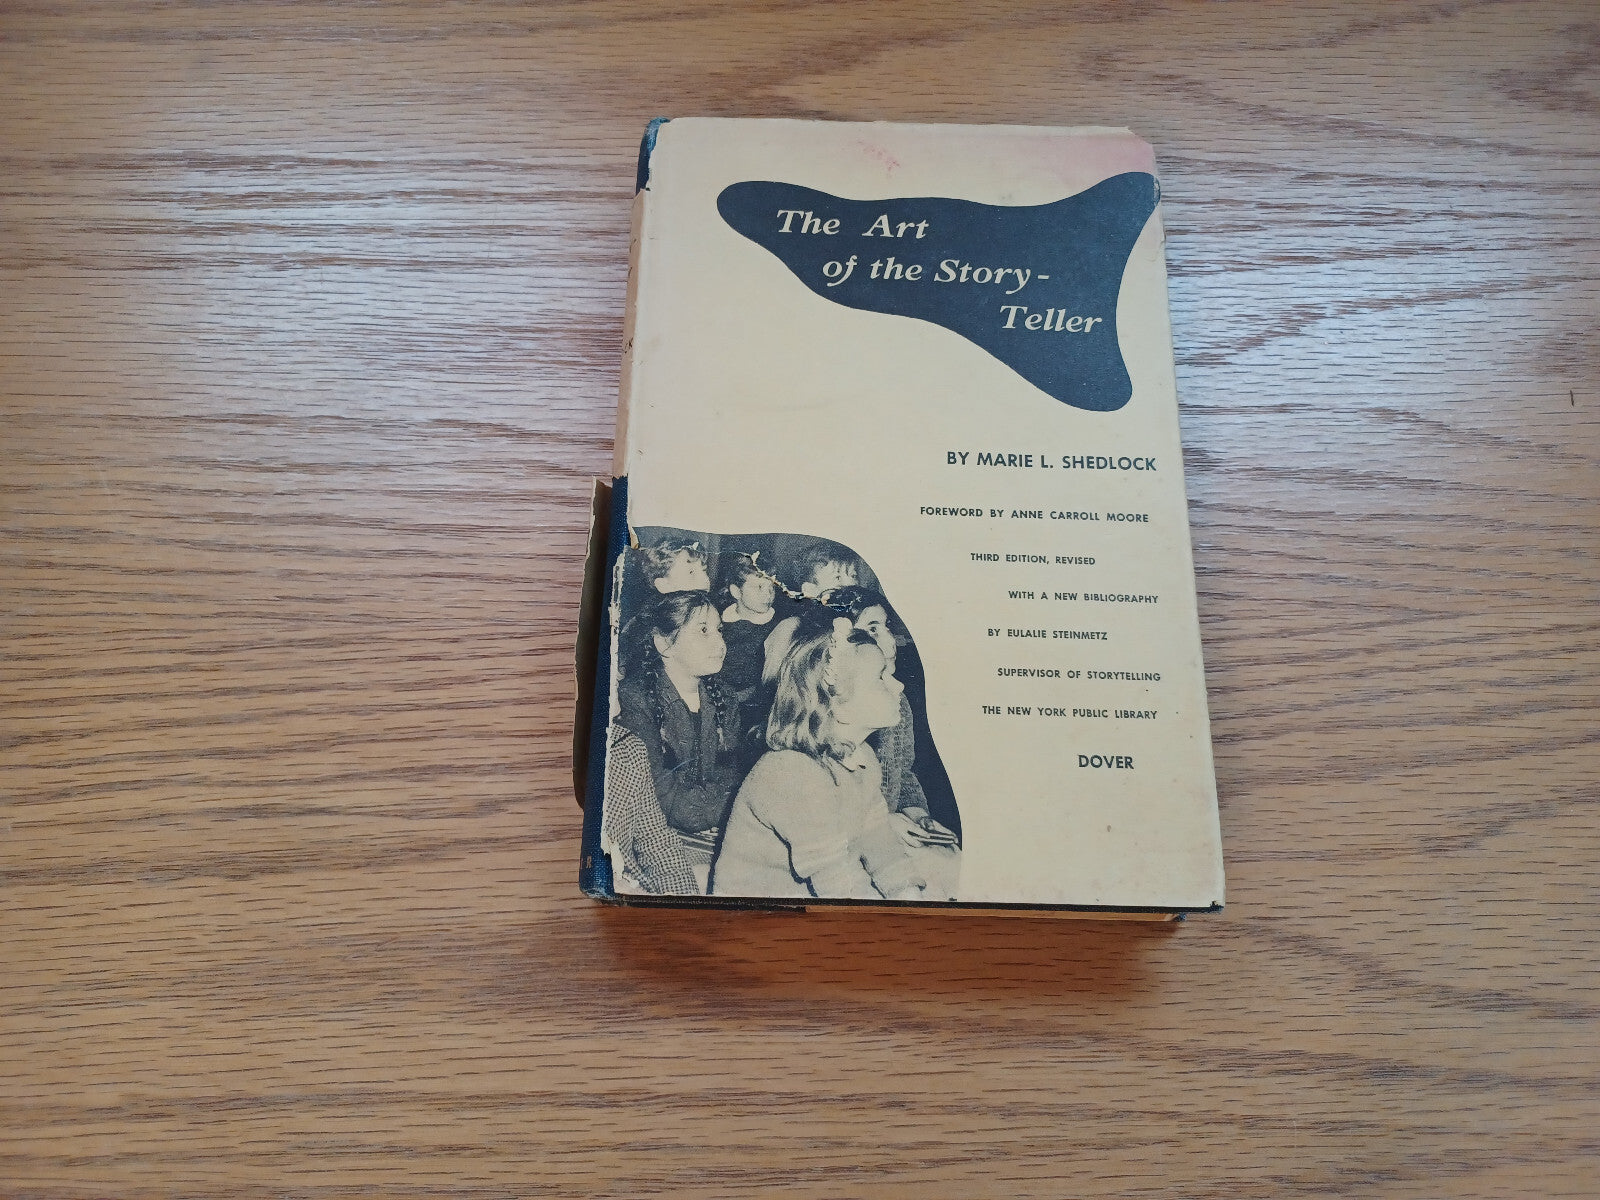 The Art
of the Story-
Teller
BY MARIE L. SHEDLOCK
FOREWORD BY ANNE CARROLL MOORE
THIRD EDITION, REVISED
WITH A NEW BIBLIOGRAPHY
BY EULALIE STEINMETZ
SUPERVISOR OF STORYTELLING
THE NEW YORK PUBLIC LIBRARY
DOVER